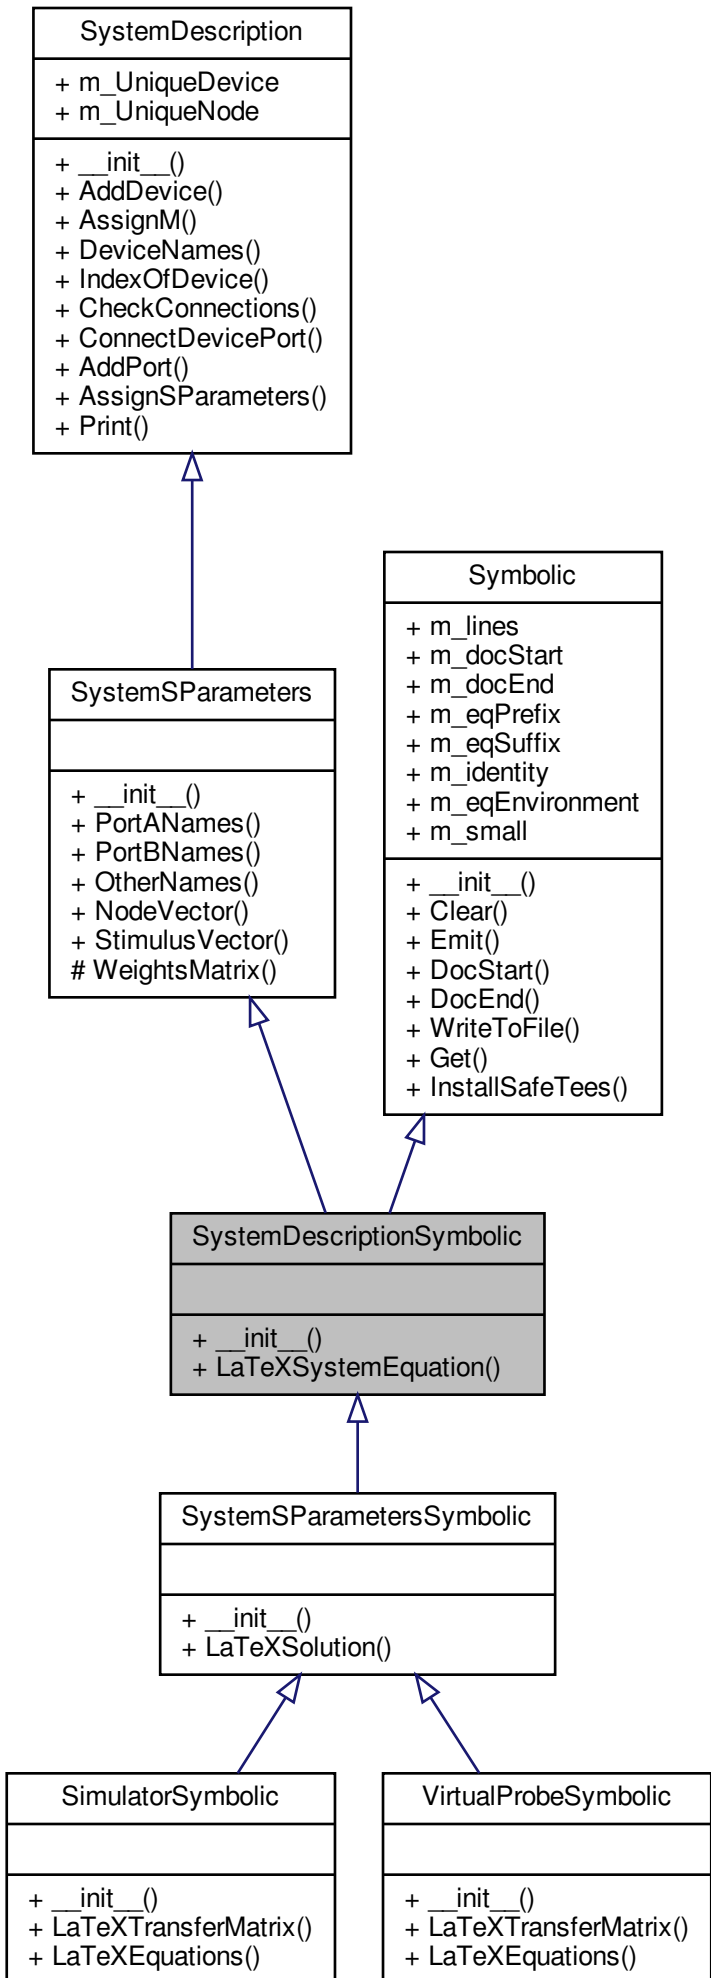 SystemDescription
+ m_UniqueDevice
+ m_UniqueNode
+ __init__()
+ AddDevice()
+ AssignM()
+ DeviceNames()
+ IndexOfDevice()
+ CheckConnections()
+ ConnectDevicePort()
+ AddPort()
+ AssignSParameters()
+ Print()
Symbolic
+ m_lines
+ m_docStart
+ m_docEnd
+ m_eqPrefix
+ m_eqSuffix
+ m_identity
+ m_eqEnvironment
+ m_small
+ __init__()
+ Clear()
+ Emit()
+ DocStart()
+ DocEnd()
+ WriteToFile()
+ Get()
+ InstallSafeTees()
SystemSParameters
+ __init__()
+ PortANames()
+ PortBNames()
+ OtherNames()
+ NodeVector()
+ StimulusVector()
# WeightsMatrix()
SystemDescriptionSymbolic
+ __init__()
+ LaTeXSystemEquation()
SystemSParametersSymbolic
+ __init__()
+ LaTeXSolution()
SimulatorSymbolic
+ __init__()
+ LaTeXTransferMatrix()
+ LaTeXEquations()
VirtualProbeSymbolic
+ __init__()
+ LaTeXTransferMatrix()
+ LaTeXEquations()